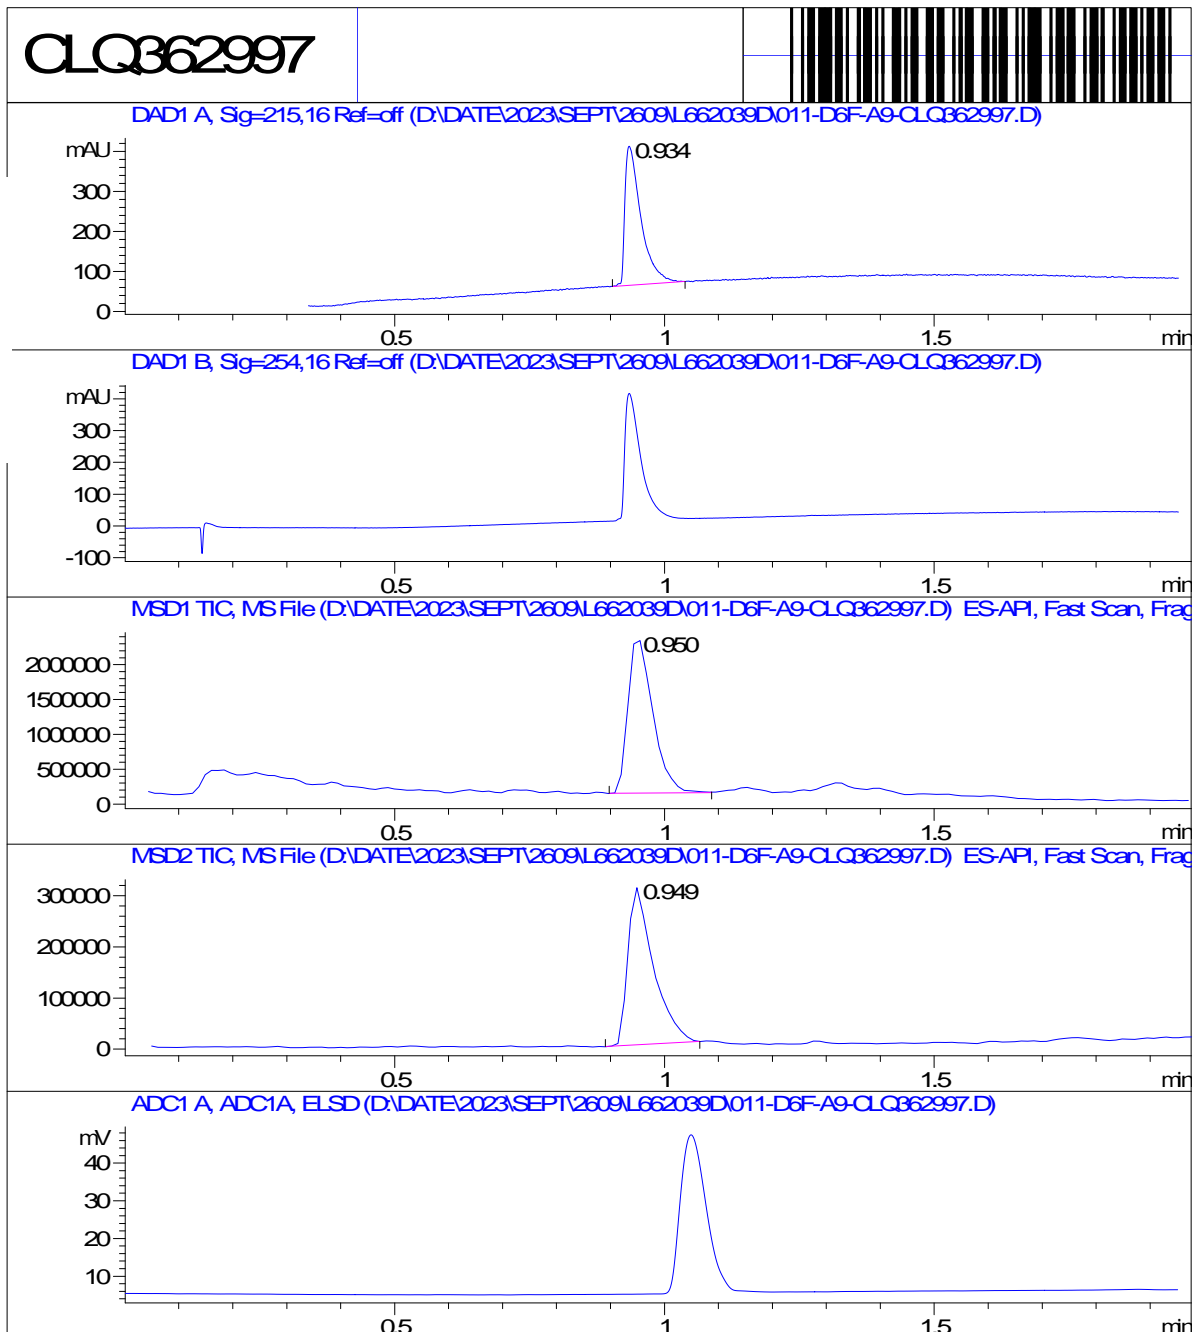 CLQ362997
DAD1 A, Sig=215,16 Ref=off (D:\DATE\2023\SEPT\2609\L662039D\011-D6F-A9-CLQ362997.D)
mAU
0.934
300
200
100
0
0.5 1 1.5 min
DAD1 B, Sig=254,16 Ref=off (D:\DATE\2023\SEPT\2609\L662039D\011-D6F-A9-CLQ362997.D)
mAU
300
200
100
0
-100
0.5 1 1.5 min
MSD1 TIC, MS File (D:\DATE\2023\SEPT\2609\L662039D\011-D6F-A9-CLQ362997.D) ES-API, Fast Scan, Frag
0.950
2000000
1500000
1000000
500000
0
0.5 1 1.5 min
MSD2 TIC, MS File (D:\DATE\2023\SEPT\2609\L662039D\011-D6F-A9-CLQ362997.D) ES-API, Fast Scan, Frag
0.949
300000
200000
100000
0
0.5 1 1.5 min
ADC1 A, ADC1A, ELSD (D:\DATE\2023\SEPT\2609\L662039D\011-D6F-A9-CLQ362997.D)
mV
40
30
20
10
0.5 1 1.5 min